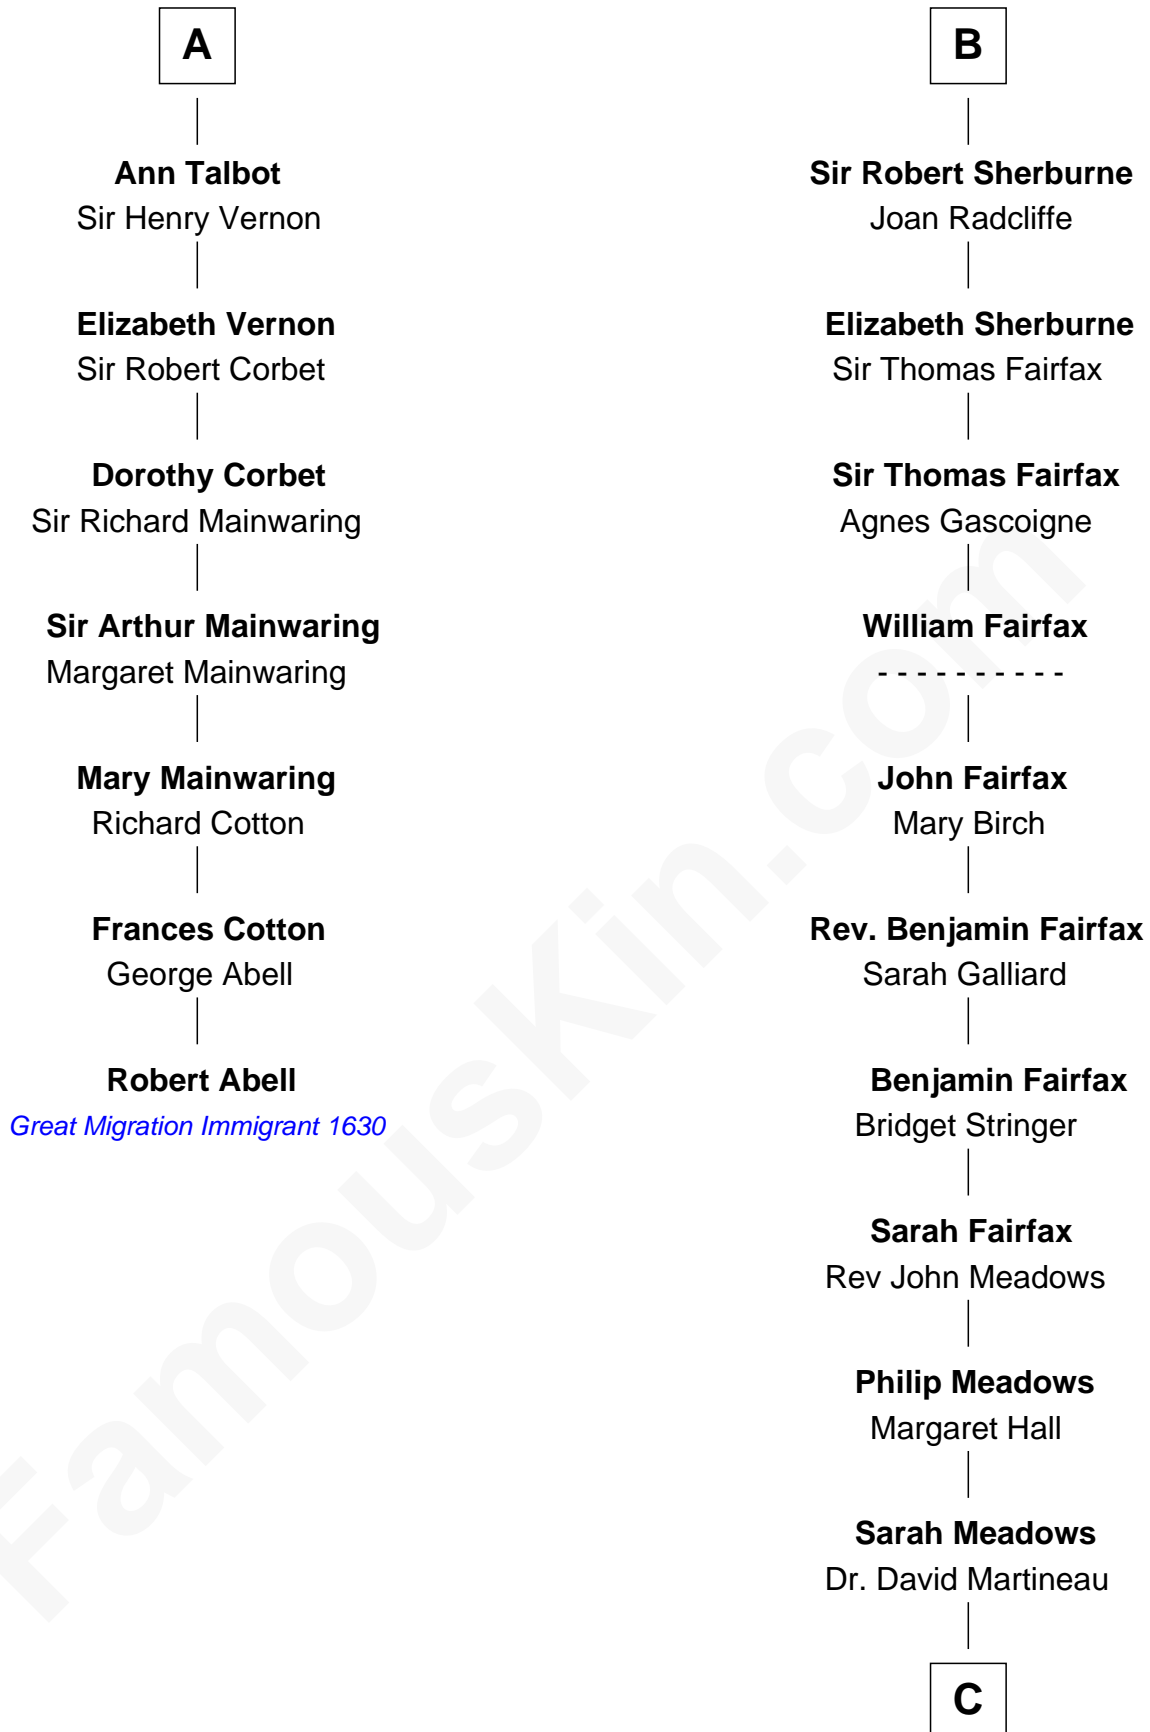 A
Ann Talbot
Sir Henry Vernon
Elizabeth Vernon
Sir Robert Corbet
Dorothy Corbet
Sir Richard Mainwaring
Sir Arthur Mainwaring
Margaret Mainwaring
Mary Mainwaring
Richard Cotton
Frances Cotton
George Abell
Robert Abell
Great Migration Immigrant 1630
B
Sir Robert Sherburne
Joan Radcliffe
Elizabeth Sherburne
Sir Thomas Fairfax
Sir Thomas Fairfax
Agnes Gascoigne
William Fairfax
- - - - - - - - - -
John Fairfax
Mary Birch
Rev. Benjamin Fairfax
Sarah Galliard
Benjamin Fairfax
Bridget Stringer
Sarah Fairfax
Rev John Meadows
Philip Meadows
Margaret Hall
Sarah Meadows
Dr. David Martineau
C
FamousKin.com